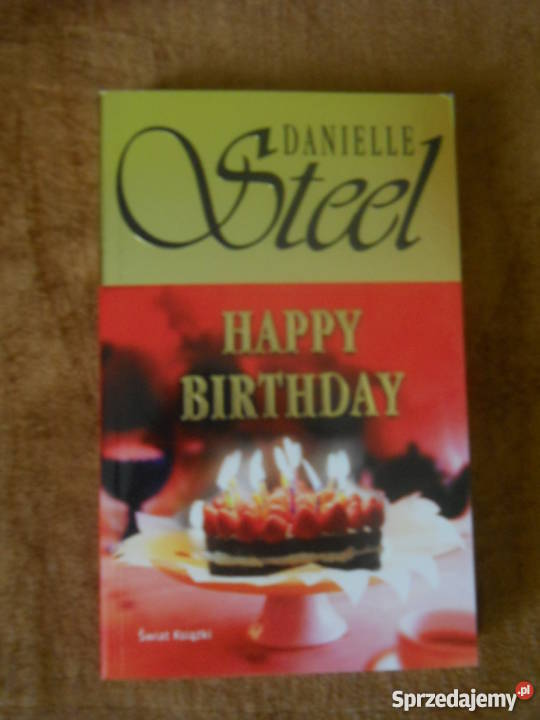 DANIELLE
Steel
HAPPY
BIRTHDAY
Świat Książki
Sprzedajemy.pl